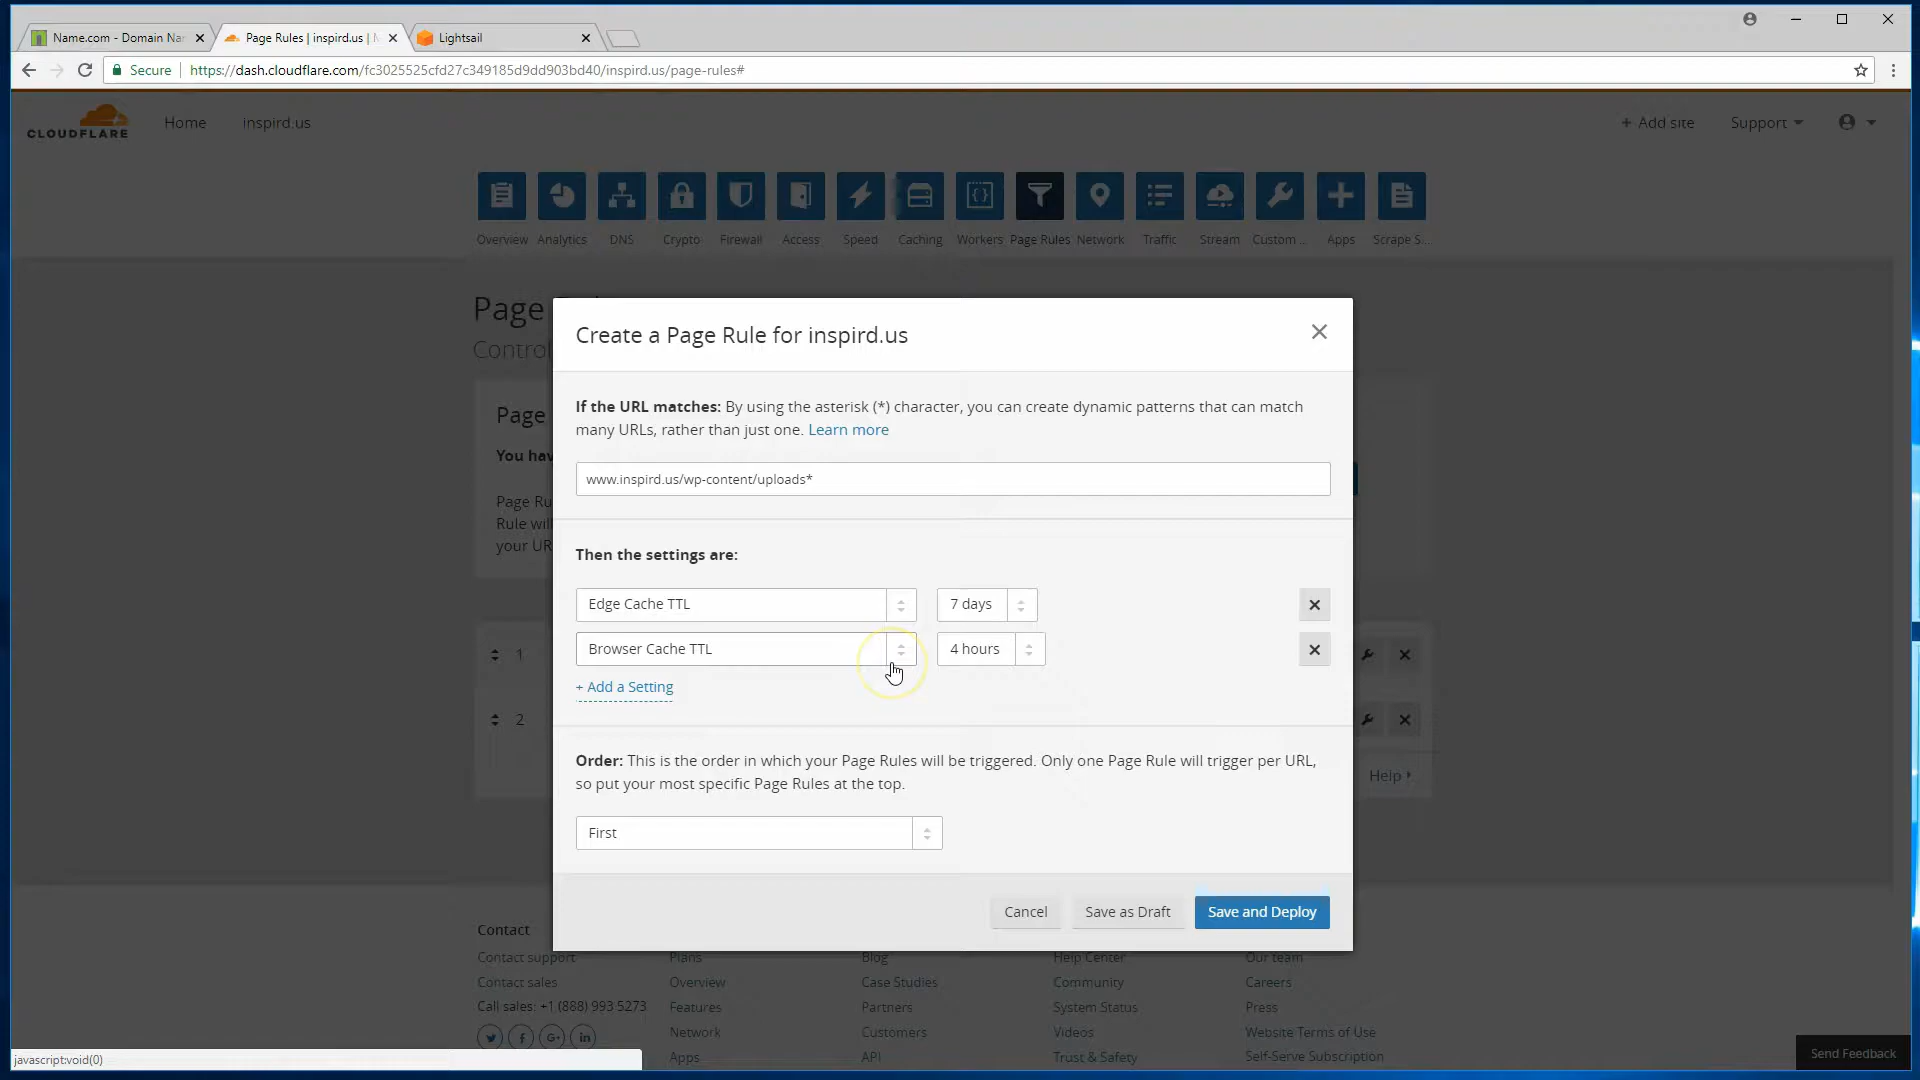 Name.com - Domain Na
Page Rules | inspird.us |
Lightsail
Secure
https://dash.cloudflare.com/fc3025525cfd27c349185d9dd903bd40/inspird.us/page-rules#
CLOUDFLARE
Home
inspird.us
+ Add site
Support
Overview
Analytics
DNS
Crypto
Firewall
Access
Speed
Caching
Workers
Page Rules
Network
Traffic
Stream
Custom ...
Apps
Scrape S...
Page
Control
Page
You hav
Page Ru
Rule will
your UR
Create a Page Rule for inspird.us
If the URL matches: By using the asterisk (*) character, you can create dynamic patterns that can match
many URLs, rather than just one. Learn more
www.inspird.us/wp-content/uploads*
Then the settings are:
Edge Cache TTL
7 days
Browser Cache TTL
4 hours
+ Add a Setting
1
2
Order: This is the order in which your Page Rules will be triggered. Only one Page Rule will trigger per URL,
so put your most specific Page Rules at the top.
Help
First
Cancel
Save as Draft
Save and Deploy
Contact
Contact support
Contact sales
Call sales: +1 (888) 993 5273
Plans
Overview
Features
Network
Apps
Blog
Case Studies
Partners
Customers
API
Help Center
Community
System Status
Videos
Trust & Safety
Our team
Careers
Press
Website Terms of Use
Self-Serve Subscription
javascript:void(0)
Send Feedback